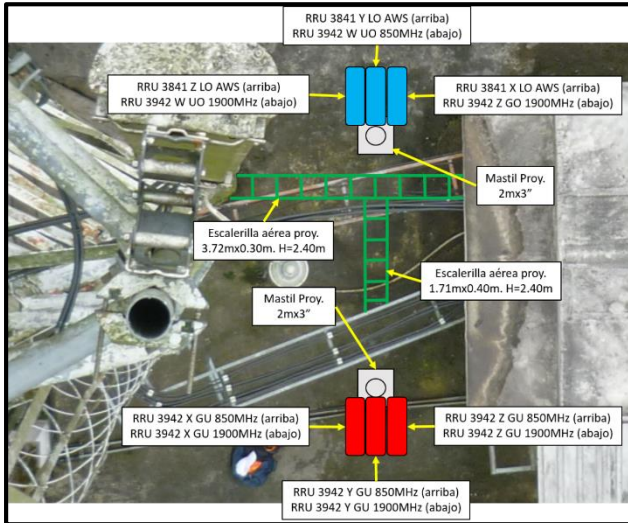 RRU 3841 Y LO AWS (arriba)
RRU 3942 W UO 850MHz (abajo)
RRU 3841 Z LO AWS (arriba)
RRU 3942 W UO 1900MHz (abajo)
RRU 3841 X LO AWS (arriba)
RRU 3942 Z GO 1900MHz (abajo)
Mastil Proy.
2mx3"
Escalerilla aérea proy.
3.72mx0.30m. H=2.40m
Escalerilla aérea proy.
1.71mx0.40m. H=2.40m
Mastil Proy.
2mx3"
RRU 3942 X GU 850MHz (arriba)
RRU 3942 X GU 1900MHz (abajo)
RRU 3942 Z GU 850MHz (arriba)
RRU 3942 Z GU 1900MHz (abajo)
RRU 3942 Y GU 850MHz (arriba)
RRU 3942 Y GU 1900MHz (abajo)